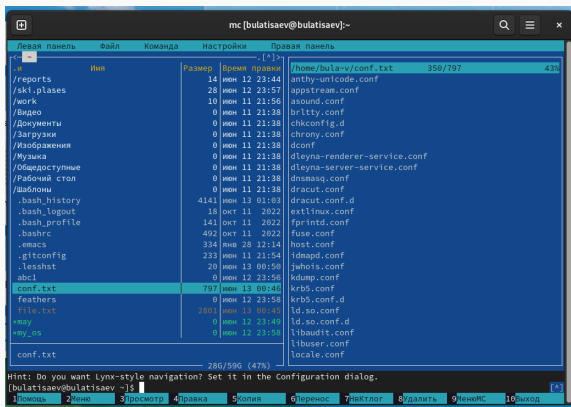 mc [bulatisaev@bulatisaev]:~
Левая панель Файл Команда Настройки Правая панель
<- ~ .[^]>
.и Имя Размер Время правки /home/bula~v/conf.txt 350/797 43%
/reports 14 июн 12 23:44 anthy-unicode.conf
/ski.plases 28 июн 12 23:57 appstream.conf
/work 10 июн 11 21:56 asound.conf
/Видео 0 июн 11 21:38 brltty.conf
/Документы 0 июн 11 21:38 chkconfig.d
/Загрузки 0 июн 11 21:38 chrony.conf
/Изображения 0 июн 11 21:38 dconf
/Музыка 0 июн 11 21:38 dleyna-renderer-service.conf
/Общедоступные 0 июн 11 21:38 dleyna-server-service.conf
/Рабочий стол 0 июн 11 21:38 dnsmasq.conf
/Шаблоны 0 июн 11 21:38 dracut.conf
.bash_history 4141 июн 13 01:03 dracut.conf.d
.bash_logout 18 окт 11 2022 extlinux.conf
.bash_profile 141 окт 11 2022 fprintd.conf
.bashrc 492 окт 11 2022 fuse.conf
.emacs 334 янв 28 12:14 host.conf
.gitconfig 233 июн 11 21:54 idmapd.conf
.lesshst 20 июн 13 00:50 jwhois.conf
abc1 0 июн 12 23:56 kdump.conf
conf.txt 797 июн 13 00:46 krb5.conf
feathers 0 июн 12 23:58 krb5.conf.d
file.txt 2801 июн 13 00:45 ld.so.conf
*may 0 июн 12 23:49 ld.so.conf.d
*my_os 0 июн 12 23:58 libaudit.conf
libuser.conf
conf.txt locale.conf
28G/59G (47%)
Hint: Do you want Lynx-style navigation? Set it in the Configuration dialog.
[bulatisaev@bulatisaev ~]$ [^]
1Помощь 2Меню 3Просмотр 4Правка 5Копия 6Перенос 7НвКтлог 8Удалить 9МенюМС 10Выход